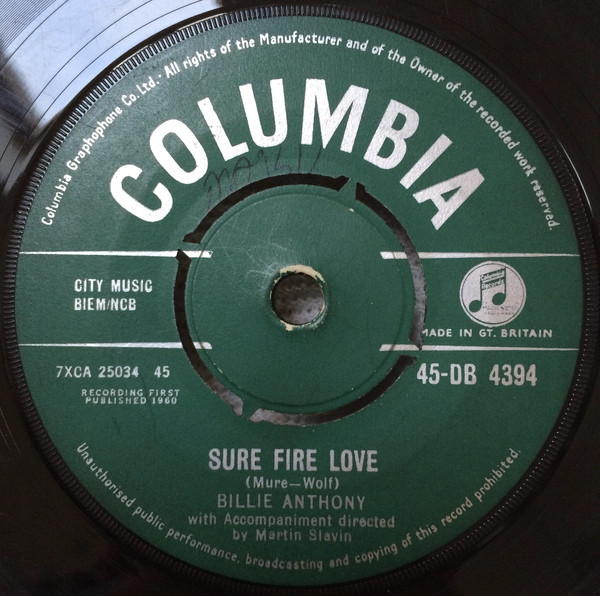 Columbia Graphophone Co. Ltd. · All rights of the Manufacturer and of the Owner of the recorded work reserved.
COLUMBIA
CITY MUSIC
BIEM/NCB
Columbia
Records
MADE IN GT. BRITAIN
7XCA 25034 45
45-DB 4394
RECORDING FIRST
PUBLISHED 1960
SURE FIRE LOVE
(Mure—Wolf)
BILLIE ANTHONY
with Accompaniment directed
by Martin Slavin
Unauthorised public performance, broadcasting and copying of this record prohibited.